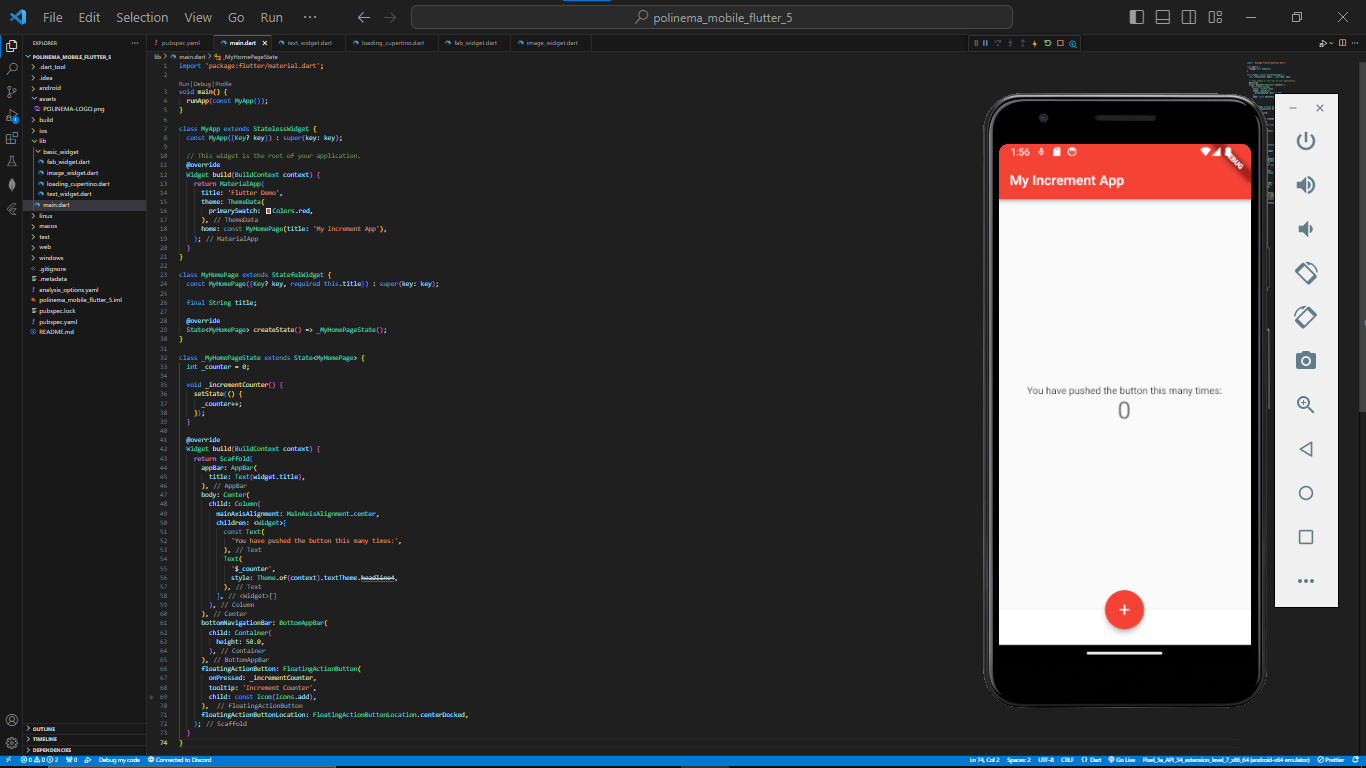 File Edit Selection View Go Run ···
polinema_mobile_flutter_5
EXPLORER
POLINEMA_MOBILE_FLUTTER_5
.dart_tool
.idea
android
assets
POLINEMA-LOGO.png
build
ios
lib
basic_widget
fab_widget.dart
image_widget.dart
loading_cupertino.dart
text_widget.dart
main.dart
linux
macos
test
web
windows
.gitignore
.metadata
analysis_options.yaml
polinema_mobile_flutter_5.iml
pubspec.lock
pubspec.yaml
README.md
OUTLINE
TIMELINE
DEPENDENCIES
pubspec.yaml main.dart text_widget.dart loading_cupertino.dart fab_widget.dart image_widget.dart
lib > main.dart > _MyHomePageState
1 import 'package:flutter/material.dart';
2
Run | Debug | Profile
3 void main() {
4 runApp(const MyApp());
5 }
6
7 class MyApp extends StatelessWidget {
8 const MyApp({Key? key}) : super(key: key);
9
10 // This widget is the root of your application.
11 @override
12 Widget build(BuildContext context) {
13 return MaterialApp(
14 title: 'Flutter Demo',
15 theme: ThemeData(
16 primarySwatch: Colors.red,
17 ), // ThemeData
18 home: const MyHomePage(title: 'My Increment App'),
19 ); // MaterialApp
20 }
21 }
22
23 class MyHomePage extends StatefulWidget {
24 const MyHomePage({Key? key, required this.title}) : super(key: key);
25
26 final String title;
27
28 @override
29 State<MyHomePage> createState() => _MyHomePageState();
30 }
31
32 class _MyHomePageState extends State<MyHomePage> {
33 int _counter = 0;
34
35 void _incrementCounter() {
36 setState(() {
37 _counter++;
38 });
39 }
40
41 @override
42 Widget build(BuildContext context) {
43 return Scaffold(
44 appBar: AppBar(
45 title: Text(widget.title),
46 ), // AppBar
47 body: Center(
48 child: Column(
49 mainAxisAlignment: MainAxisAlignment.center,
50 children: <Widget>[
51 const Text(
52 'You have pushed the button this many times:',
53 ), // Text
54 Text(
55 '$_counter',
56 style: Theme.of(context).textTheme.headline4,
57 ), // Text
58 ], // <Widget>[]
59 ), // Column
60 ), // Center
61 bottomNavigationBar: BottomAppBar(
62 child: Container(
63 height: 50.0,
64 ), // Container
65 ), // BottomAppBar
66 floatingActionButton: FloatingActionButton(
67 onPressed: _incrementCounter,
68 tooltip: 'Increment Counter',
69 child: const Icon(Icons.add),
70 ), // FloatingActionButton
71 floatingActionButtonLocation: FloatingActionButtonLocation.centerDocked,
72 ); // Scaffold
73 }
74 }
1:56
DEBUG
My Increment App
You have pushed the button this many times:
0
0 0 2 0 Debug my code Connected to Discord
Ln 74, Col 2 Spaces: 2 UTF-8 CRLF {} Dart Go Live Pixel_3a_API_34_extension_level_7_x86_64 (android-x64 emulator) Prettier